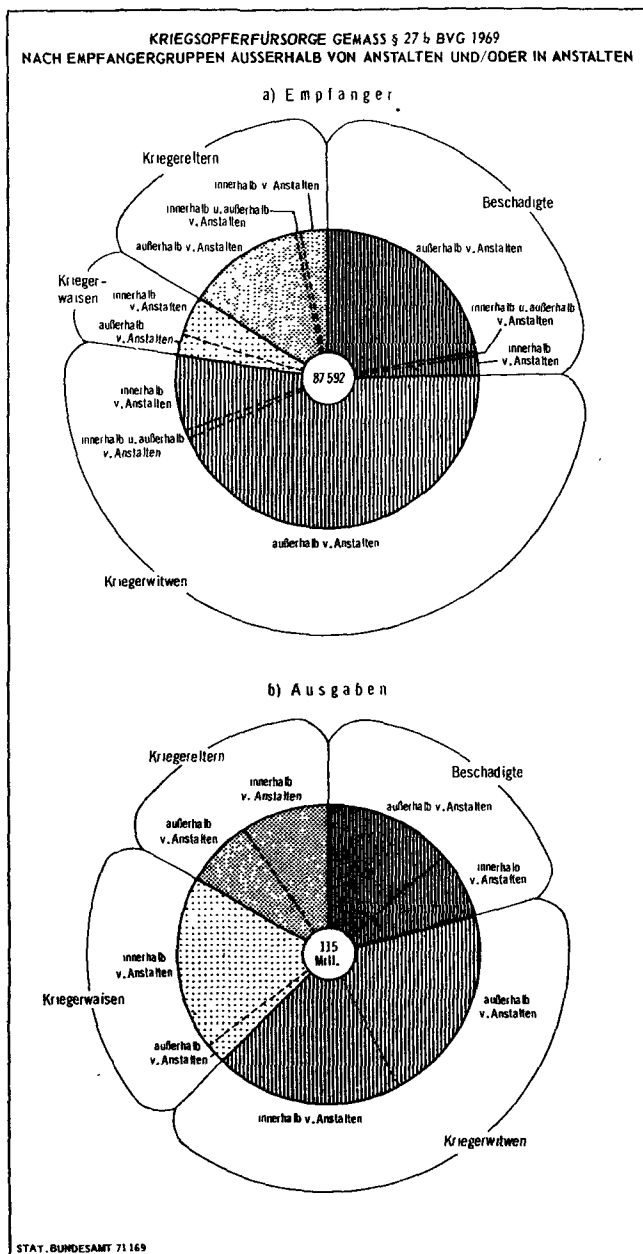 KRIEGSOPFERFÜRSORGE GEMASS § 27 b BVG 1969
NACH EMPFANGERGRUPPEN AUSSERHALB VON ANSTALTEN UND/ODER IN ANSTALTEN
a) Empfänger
Kriegereltern
innerhalb v Anstalten
innerhalb u. außerhalb
v. Anstalten
außerhalb v. Anstalten
Beschädigte
außerhalb v. Anstalten
innerhalb u außerhalb
v. Anstalten
innerhalb
v. Anstalten
Krieger-
waisen
innerhalb
v. Anstalten
außerhalb
v. Anstalten
87 592
innerhalb
v. Anstalten
innerhalb u. außerhalb
v. Anstalten
außerhalb v. Anstalten
Kriegerwitwen
b) Ausgaben
Kriegereltern
innerhalb
v. Anstalten
außerhalb
v. Anstalten
Beschadigte
außerhalb v. Anstalten
innerhalb
v. Anstalten
115
Mill.
innerhalb
v. Anstalten
Kriegerwaisen
außerhalb
v. Anstalten
außerhalb
v. Anstalten
innerhalb v. Anstalten
Kriegerwitwen
STAT. BUNDESAMT 71 169